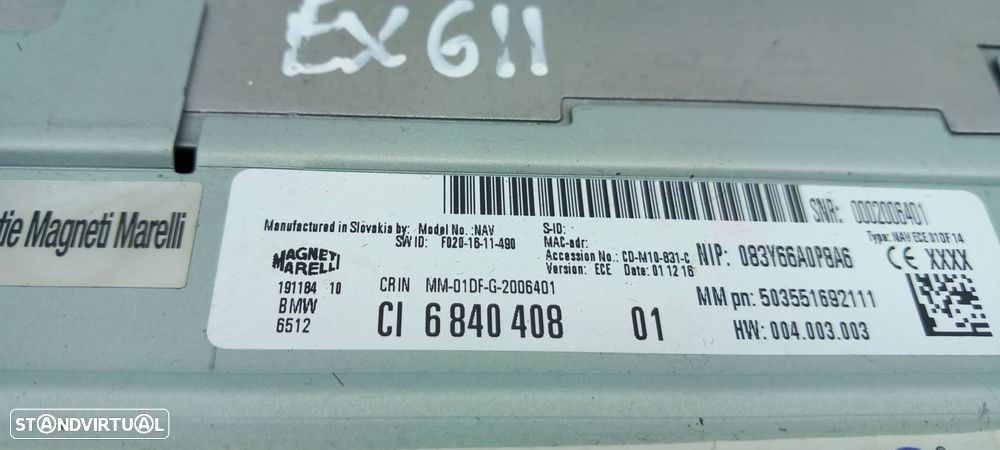 EX611
tie Magneti Marelli
SNR: 0002006401
Manufactured in Slovakia by: Model No.: NAV
SW ID: F020-16-11-490
S-ID:
MAC-adr:
Accession No.: CD-M10-831-C
Version: ECE Date: 01 12 16
NIP: 083Y66A0P8A6
Type: NAV ECE 01 DF 14
CE XXXX
MAGNETI MARELLI
191184 10
BMW
6512
CRIN MM-01DF-G-2006401
CI 6 840 408 01
MM pn: 503551692111
HW: 004.003.003
STANDVIRTUAL